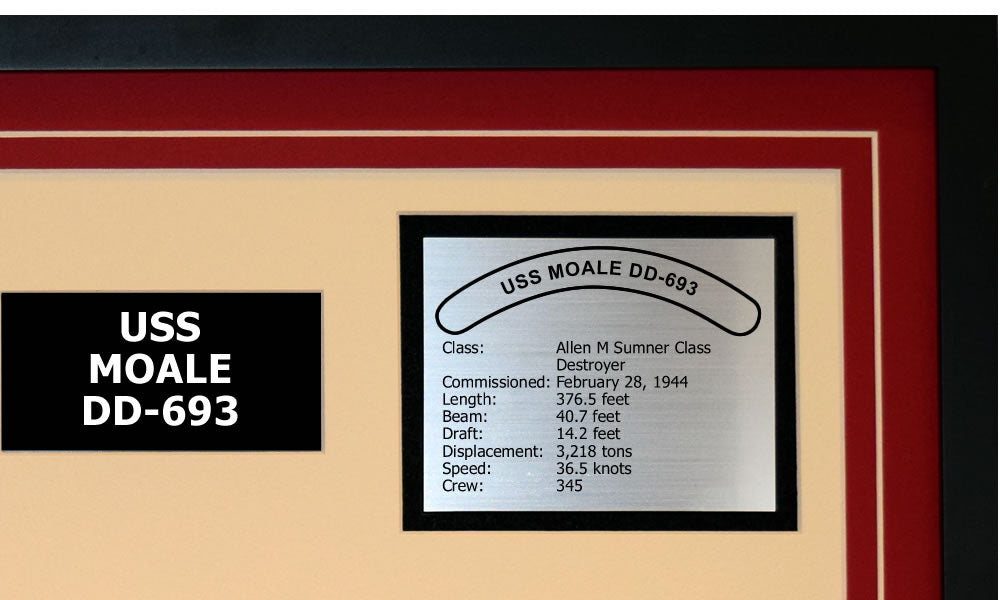 USS
MOALE
DD-693
USS MOALE DD-693
Class: Allen M Sumner Class
Destroyer
Commissioned: February 28, 1944
Length: 376.5 feet
Beam: 40.7 feet
Draft: 14.2 feet
Displacement: 3,218 tons
Speed: 36.5 knots
Crew: 345